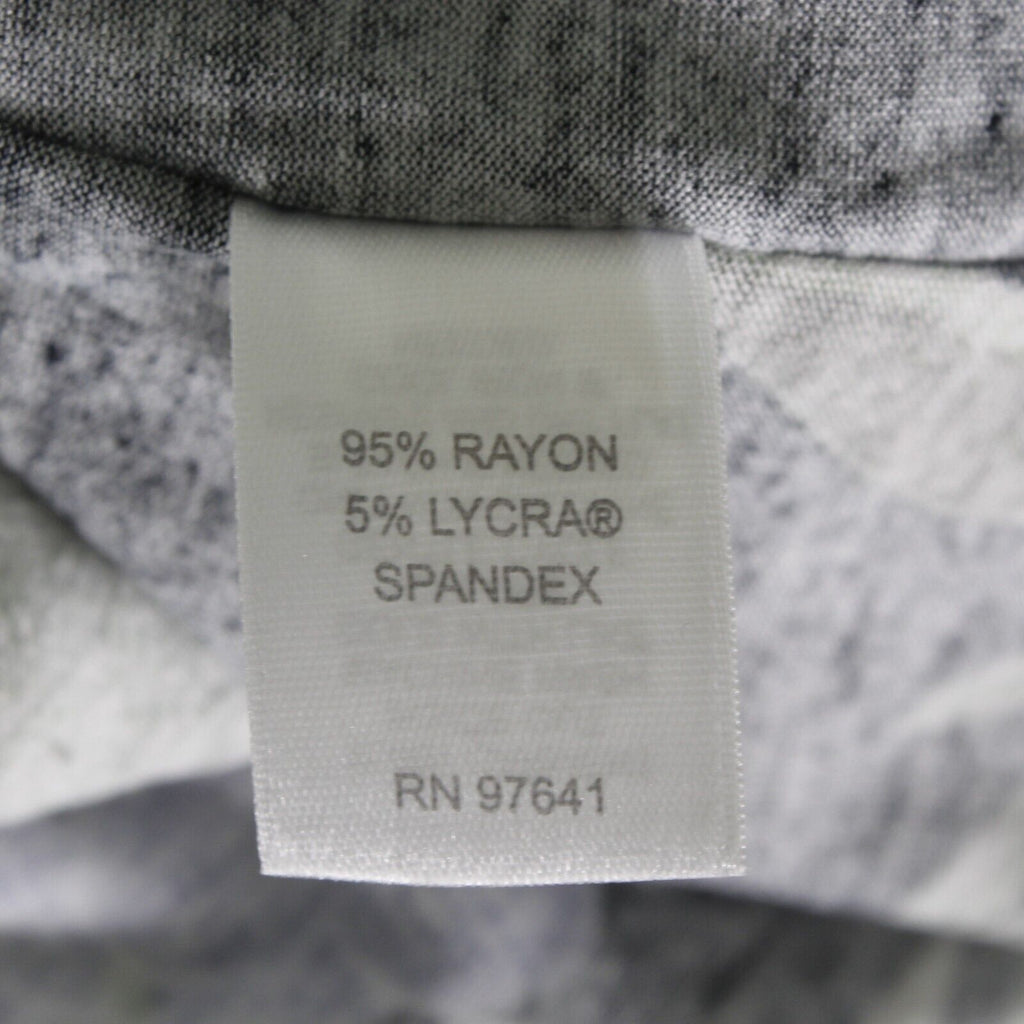 95% RAYON
5% LYCRA®
SPANDEX
RN 97641